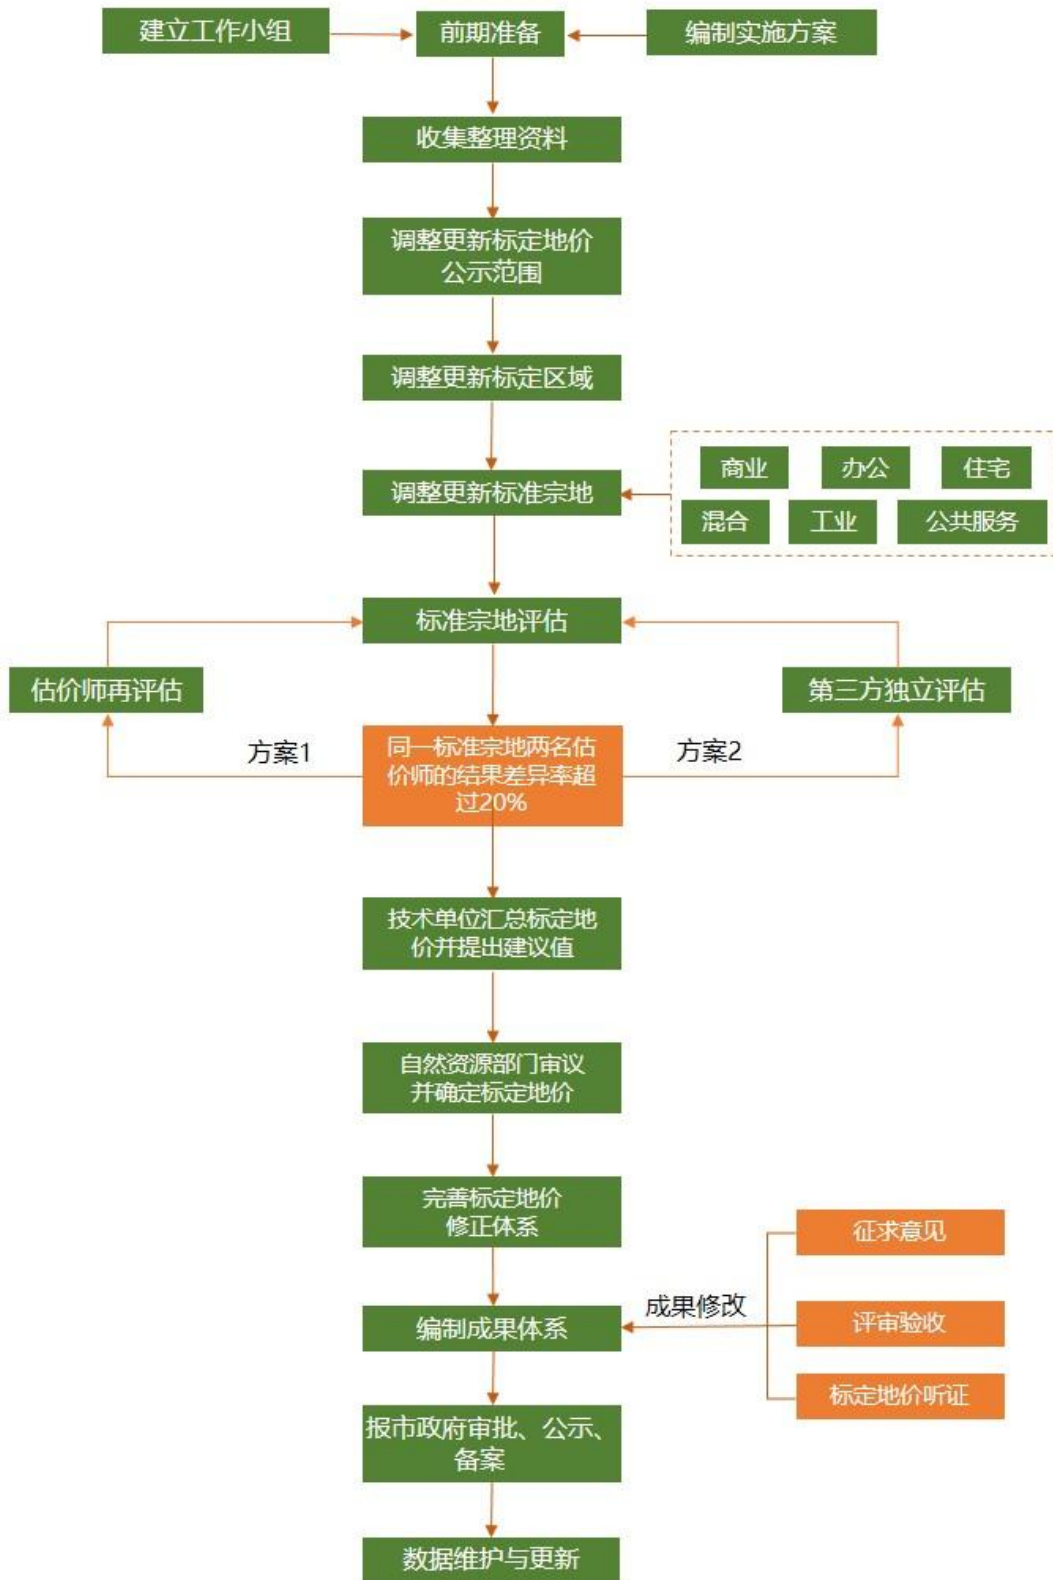 建立工作小组
前期准备
编制实施方案
收集整理资料
调整更新标定地价
公示范围
调整更新标定区域
调整更新标准宗地
商业
办公
住宅
混合
工业
公共服务
标准宗地评估
估价师再评估
第三方独立评估
方案1
同一标准宗地两名估
价师的结果差异率超
过20%
方案2
技术单位汇总标定地
价并提出建议值
自然资源部门审议
并确定标定地价
完善标定地价
修正体系
征求意见
成果修改
编制成果体系
评审验收
标定地价听证
报市政府审批、公示、
备案
数据维护与更新